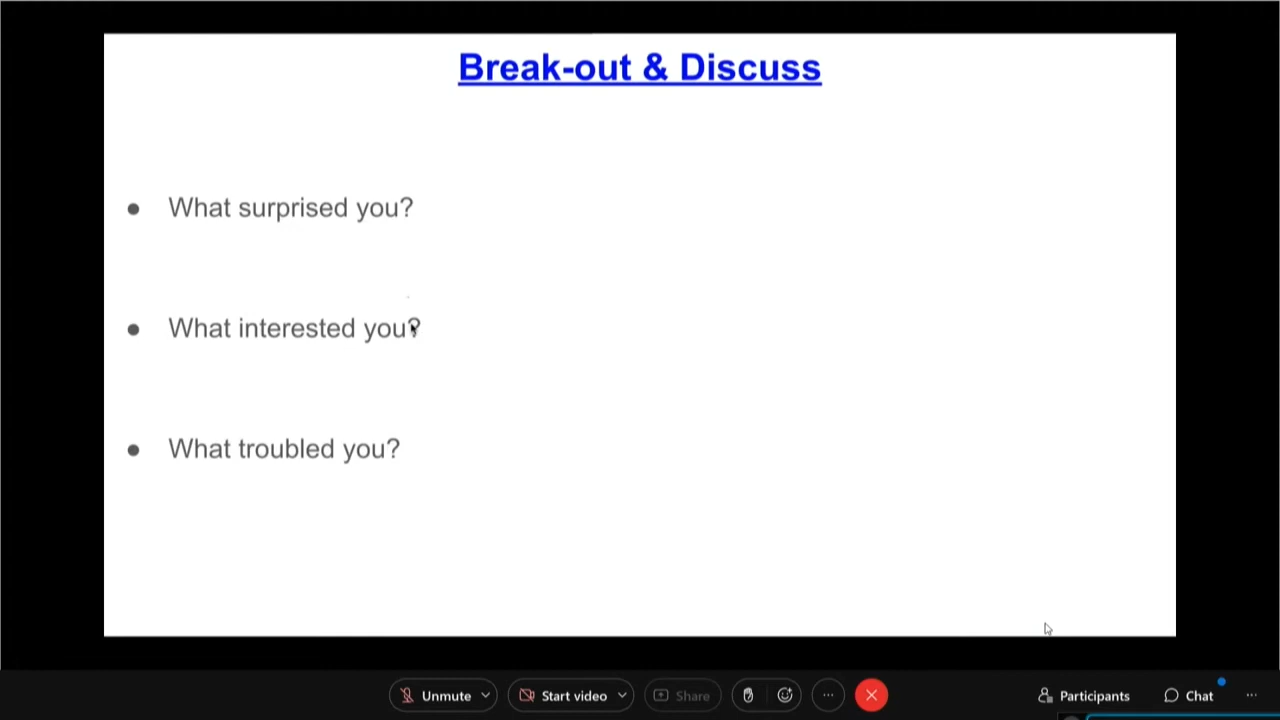 Break-out & Discuss
● What surprised you?
● What interested you?
● What troubled you?
Unmute
Start video
Share
Participants
Chat